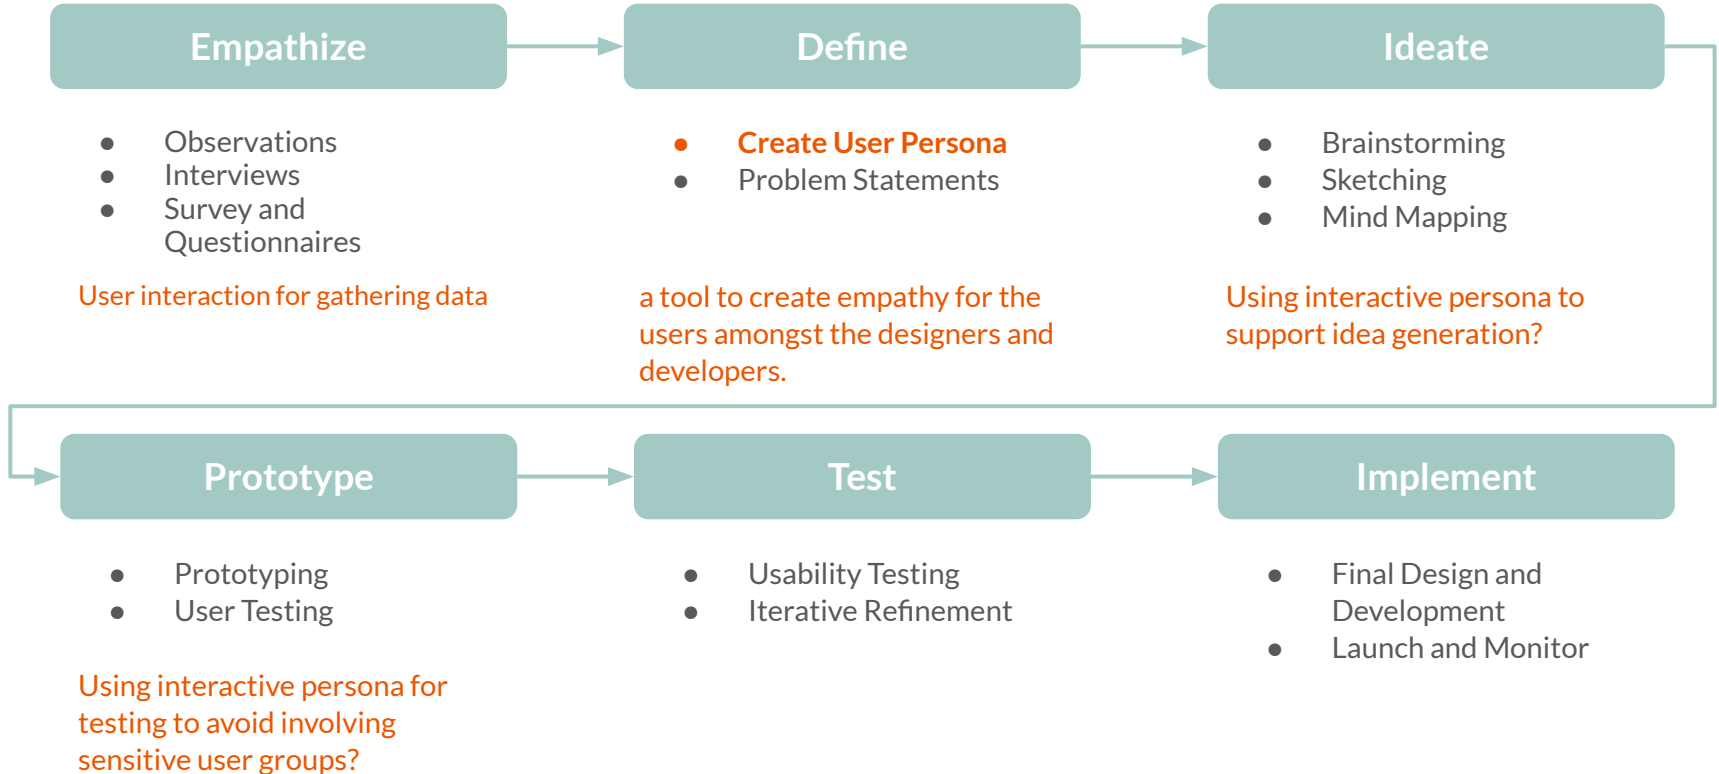 Empathize
Define
Ideate
● Observations
● Interviews
● Survey and
Questionnaires
User interaction for gathering data
● Create User Persona
● Problem Statements
a tool to create empathy for the
users amongst the designers and
developers.
● Brainstorming
● Sketching
● Mind Mapping
Using interactive persona to
support idea generation?
Prototype
Test
Implement
● Prototyping
● User Testing
Using interactive persona for
testing to avoid involving
sensitive user groups?
● Usability Testing
● Iterative Refinement
● Final Design and
Development
● Launch and Monitor